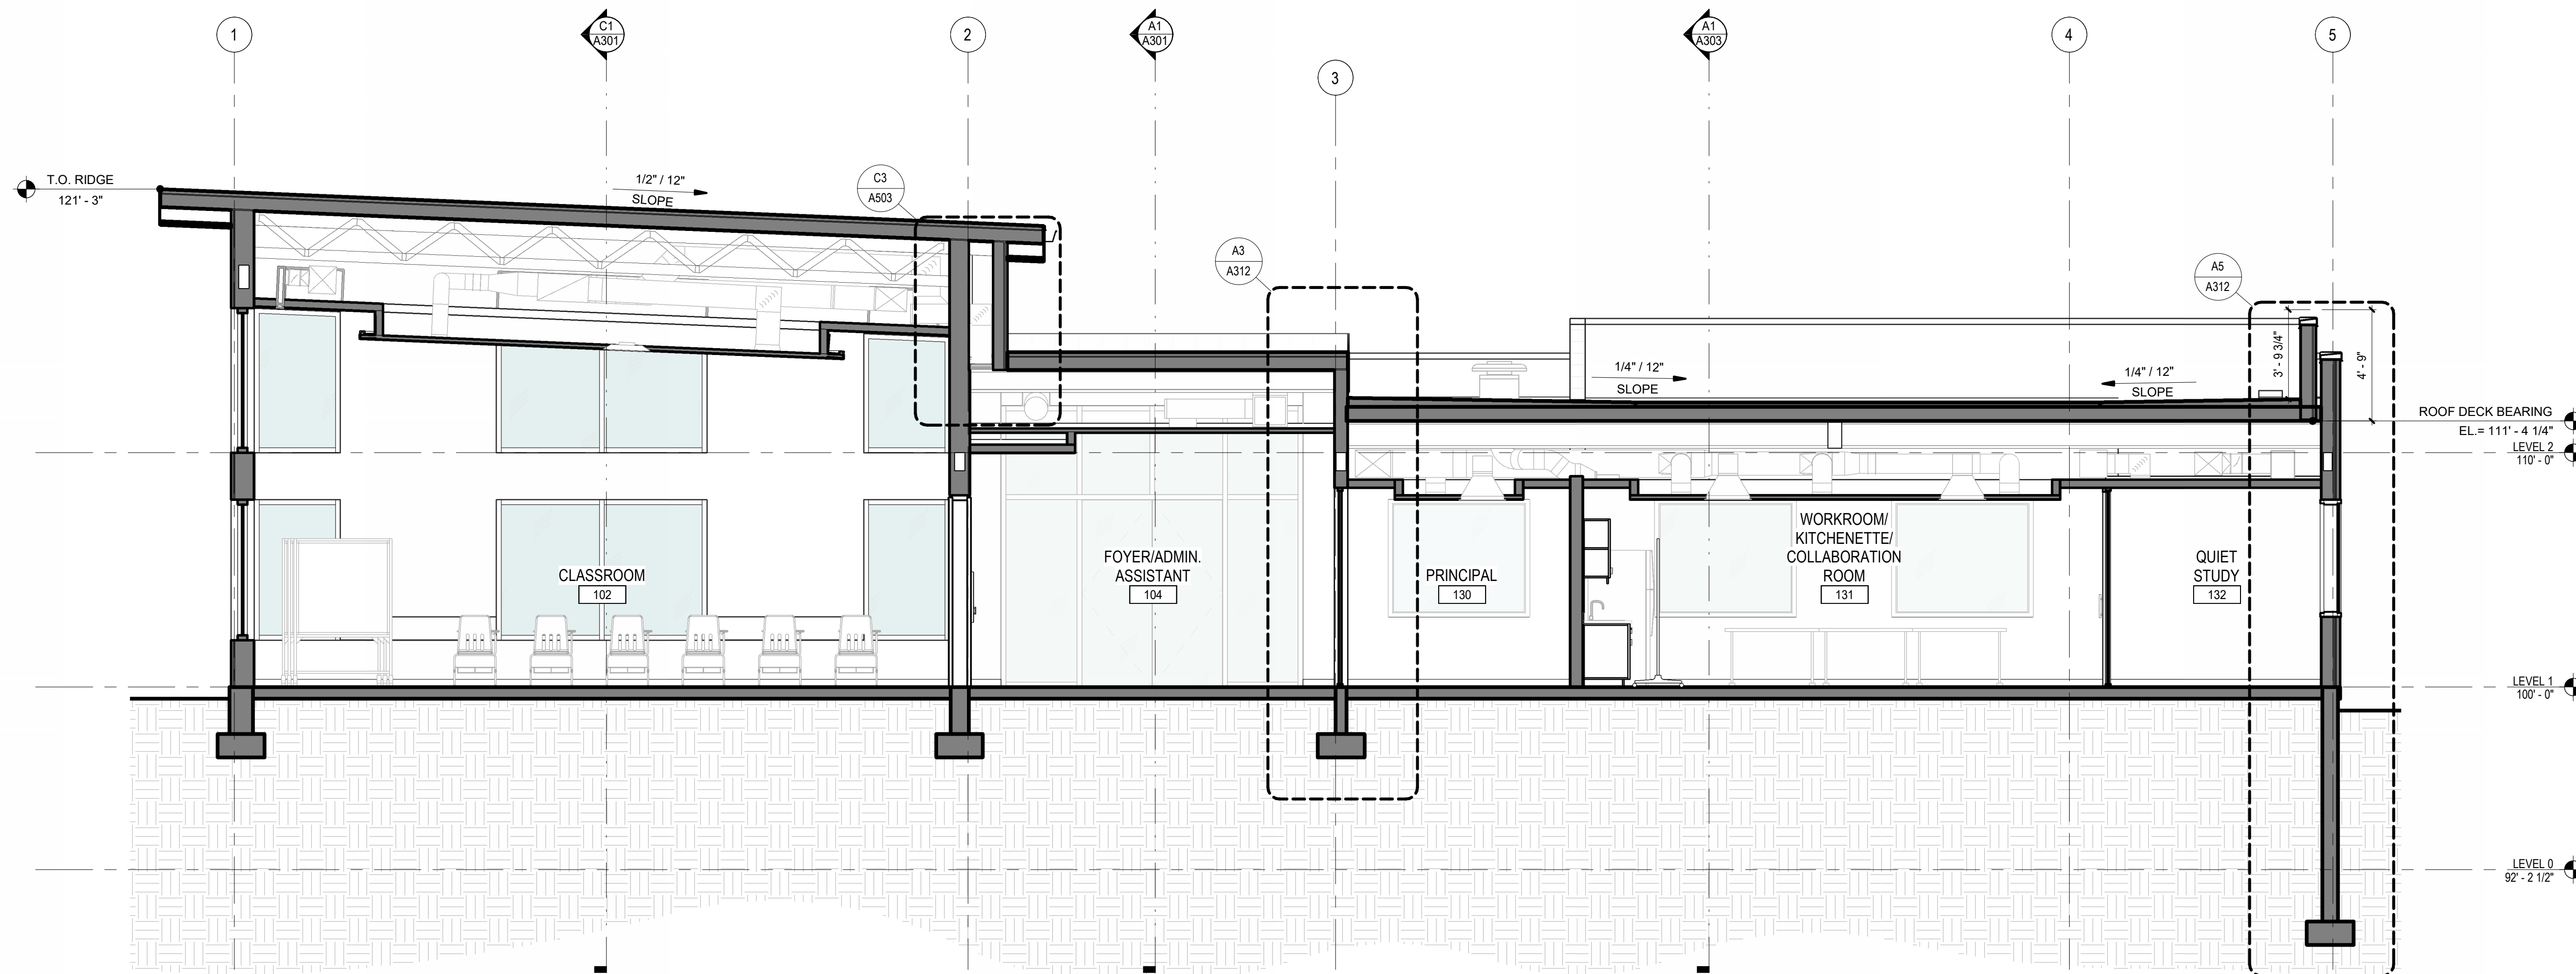 1
C1
A301
2
A1
A301
3
A1
A303
4
5
T.O. RIDGE
121' - 3"
1/2" / 12"
SLOPE
C3
A503
A3
A312
A5
A312
1/4" / 12"
SLOPE
1/4" / 12"
SLOPE
3' - 9 3/4"
4' - 9"
ROOF DECK BEARING
EL.= 111' - 4 1/4"
LEVEL 2
110' - 0"
CLASSROOM
102
FOYER/ADMIN.
ASSISTANT
104
PRINCIPAL
130
WORKROOM/
KITCHENETTE/
COLLABORATION
ROOM
131
QUIET
STUDY
132
LEVEL 1
100' - 0"
LEVEL 0
92' - 2 1/2"